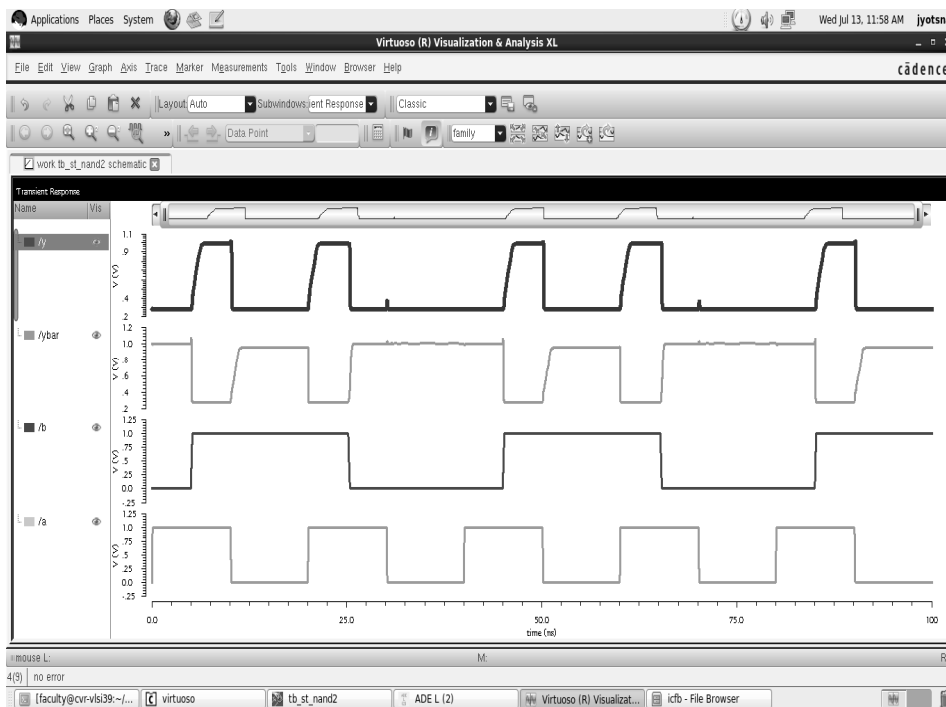 Applications Places System Wed Jul 13, 11:58 AM jyotsn
Virtuoso (R) Visualization & Analysis XL
File Edit View Graph Axis Trace Marker Measurements Tools Window Browser Help cādence
Layout: Auto Subwindows: ient Response Classic
» Data Point family
work tb_st_nand2 schematic
Transient Response
Name Vis
/y
1.1
.9
V (V)
.4
.2
/ybar
1.2
1.0
.8
V (V)
.6
.4
.2
/b
1.25
1.0
.75
V (V)
.5
.25
0.0
-.25
/a
1.25
1.0
.75
V (V)
.5
.25
0.0
-.25
0.0 25.0 50.0 75.0 100
time (ns)
mouse L: M: R
4(9) no error
[faculty@cvr-vlsi39:~/... virtuoso tb_st_nand2 ADE L (2) Virtuoso (R) Visualizat... icfb - File Browser